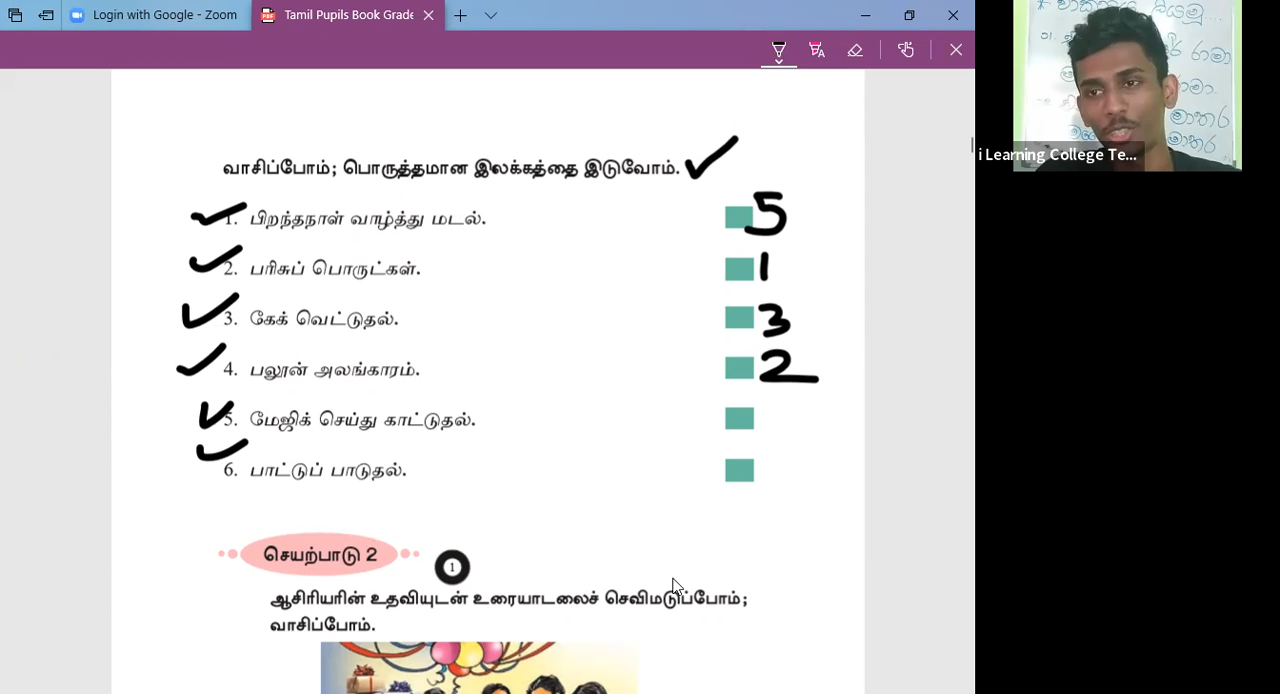 Login with Google - Zoom
Tamil Pupils Book Grade
வாசிப்போம்; பொருத்தமான இலக்கத்தை இடுவோம்.
1. பிறந்தநாள் வாழ்த்து மடல். 5
2. பரிசுப் பொருட்கள். 1
3. கேக் வெட்டுதல். 3
4. பலூன் அலங்காரம். 2
5. மேஜிக் செய்து காட்டுதல்.
6. பாட்டுப் பாடுதல்.
செயற்பாடு 2
1
ஆசிரியரின் உதவியுடன் உரையாடலைச் செவிமடுப்போம்;
வாசிப்போம்.
i Learning College Te...
රාමා
මාතර
මාතර